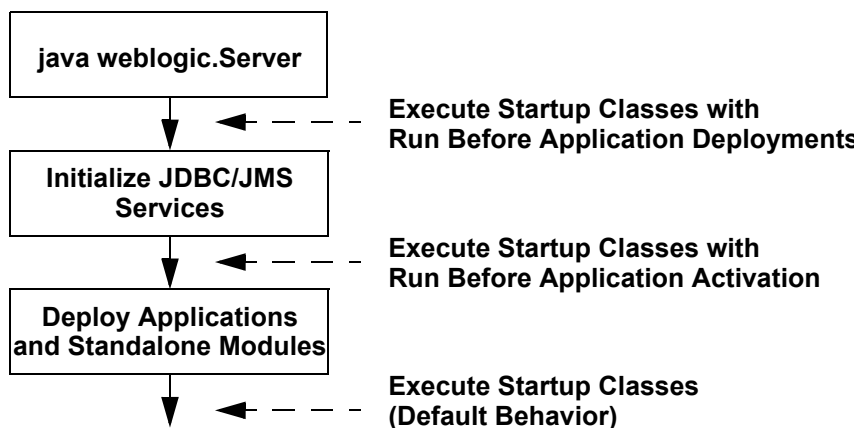 java weblogic.Server
Execute Startup Classes with
Run Before Application Deployments
Initialize JDBC/JMS
Services
Execute Startup Classes with
Run Before Application Activation
Deploy Applications
and Standalone Modules
Execute Startup Classes
(Default Behavior)